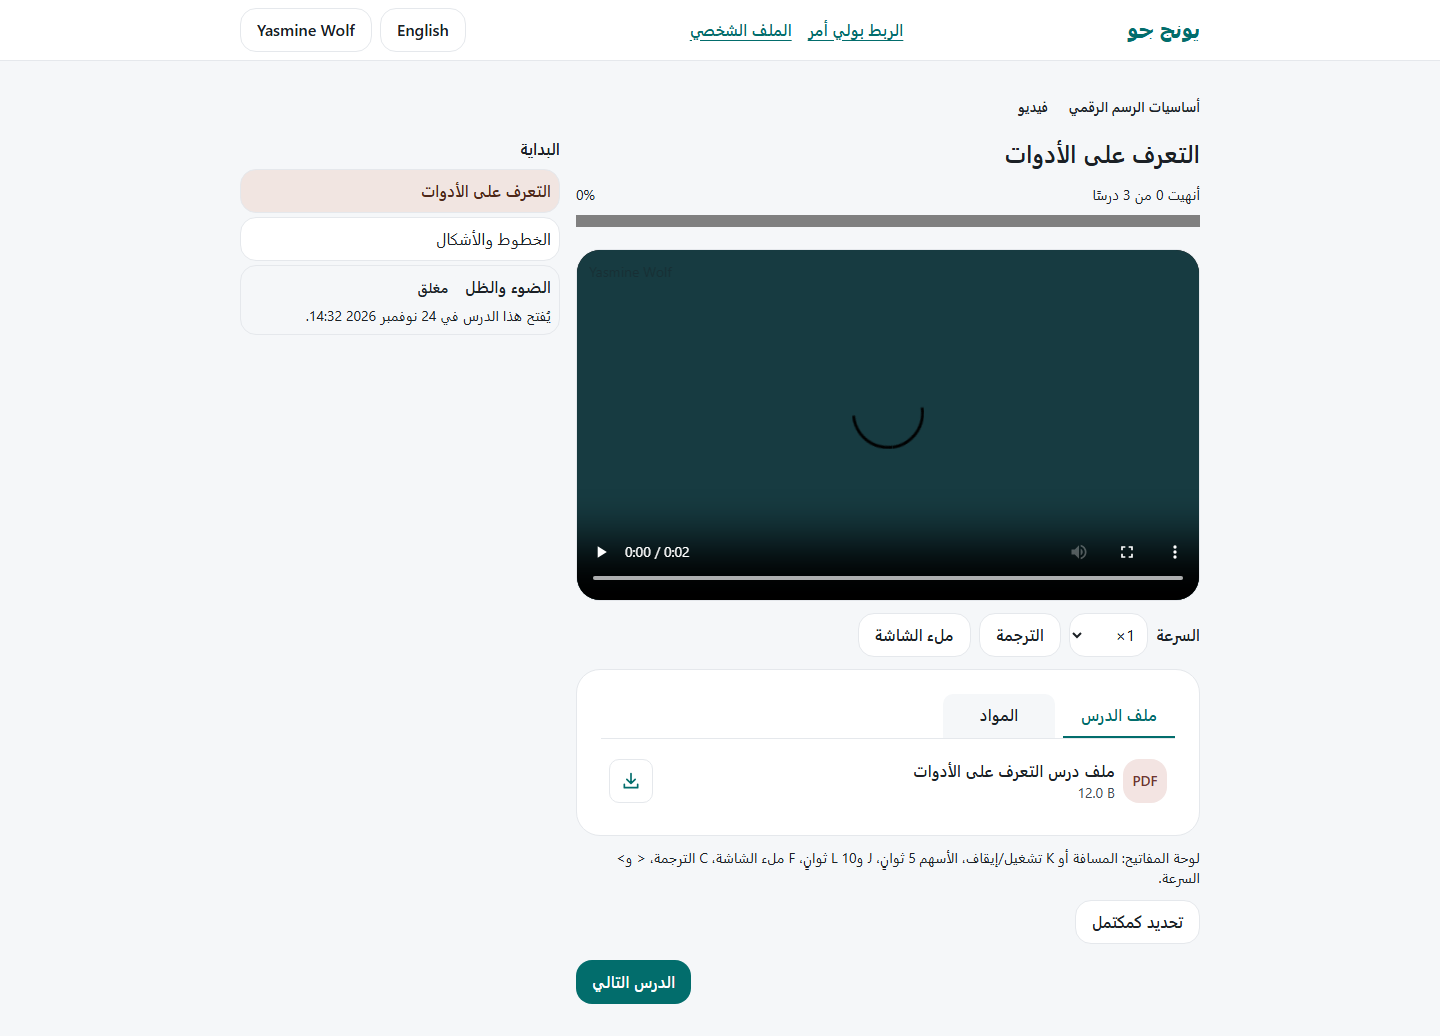 يونج جو
الربط بولي أمر
الملف الشخصي
English
Yasmine Wolf
أساسيات الرسم الرقمي
فيديو
التعرف على الأدوات
أنهيت 0 من 3 درسًا
0%
Yasmine Wolf
0:00 / 0:02
السرعة
1×
الترجمة
ملء الشاشة
ملف الدرس
المواد
PDF
ملف درس التعرف على الأدوات
12.0 B
لوحة المفاتيح: المسافة أو K تشغيل/إيقاف، الأسهم 5 ثوانٍ، J و10 L ثوانٍ، F ملء الشاشة، C الترجمة، < و>
السرعة.
تحديد كمكتمل
الدرس التالي
البداية
التعرف على الأدوات
الخطوط والأشكال
الضوء والظل
مغلق
يُفتح هذا الدرس في 24 نوفمبر 2026 14:32.